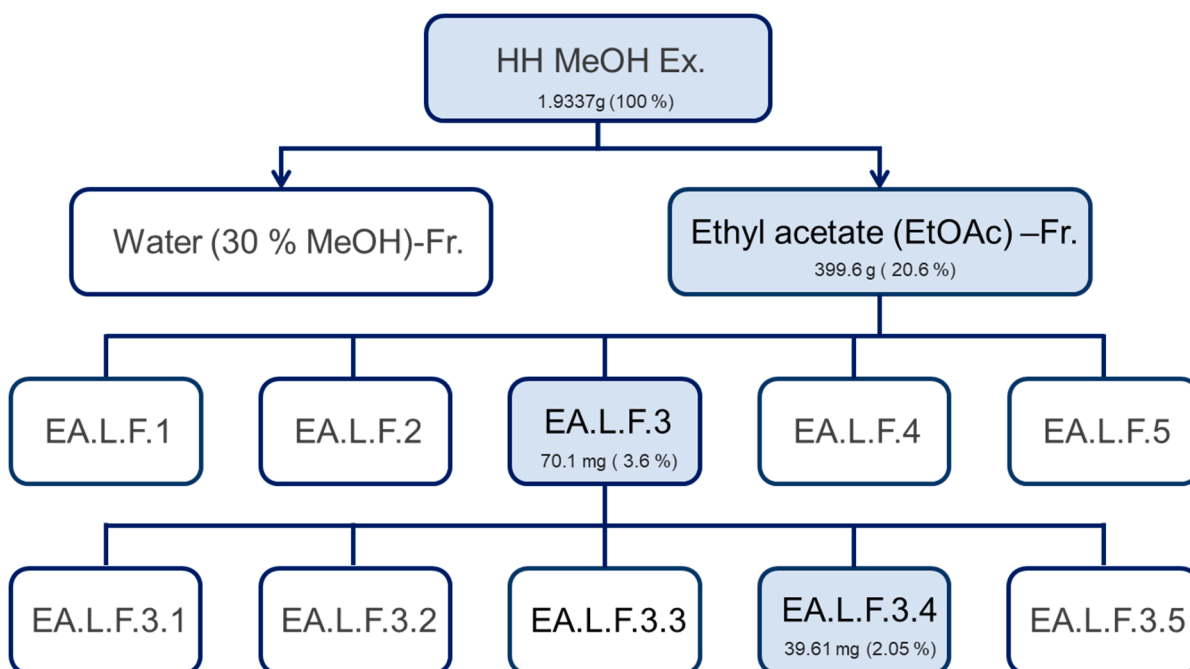 HH MeOH Ex.
1.9337g (100 %)
Water (30 % MeOH)-Fr.
Ethyl acetate (EtOAc) –Fr.
399.6 g ( 20.6 %)
EA.L.F.1
EA.L.F.2
EA.L.F.3
70.1 mg ( 3.6 %)
EA.L.F.4
EA.L.F.5
EA.L.F.3.1
EA.L.F.3.2
EA.L.F.3.3
EA.L.F.3.4
39.61 mg (2.05 %)
EA.L.F.3.5